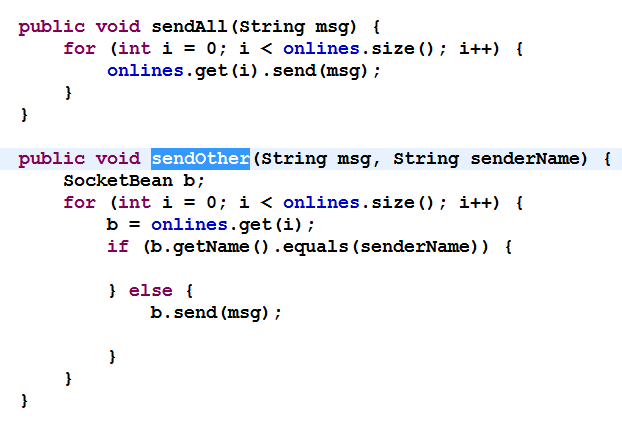 public void sendAll(String msg) {
    for (int i = 0; i < onlines.size(); i++) {
        onlines.get(i).send(msg);
    }
}
public void sendOther(String msg, String senderName) {
    SocketBean b;
    for (int i = 0; i < onlines.size(); i++) {
        b = onlines.get(i);
        if (b.getName().equals(senderName)) {
        } else {
            b.send(msg);
        }
    }
}